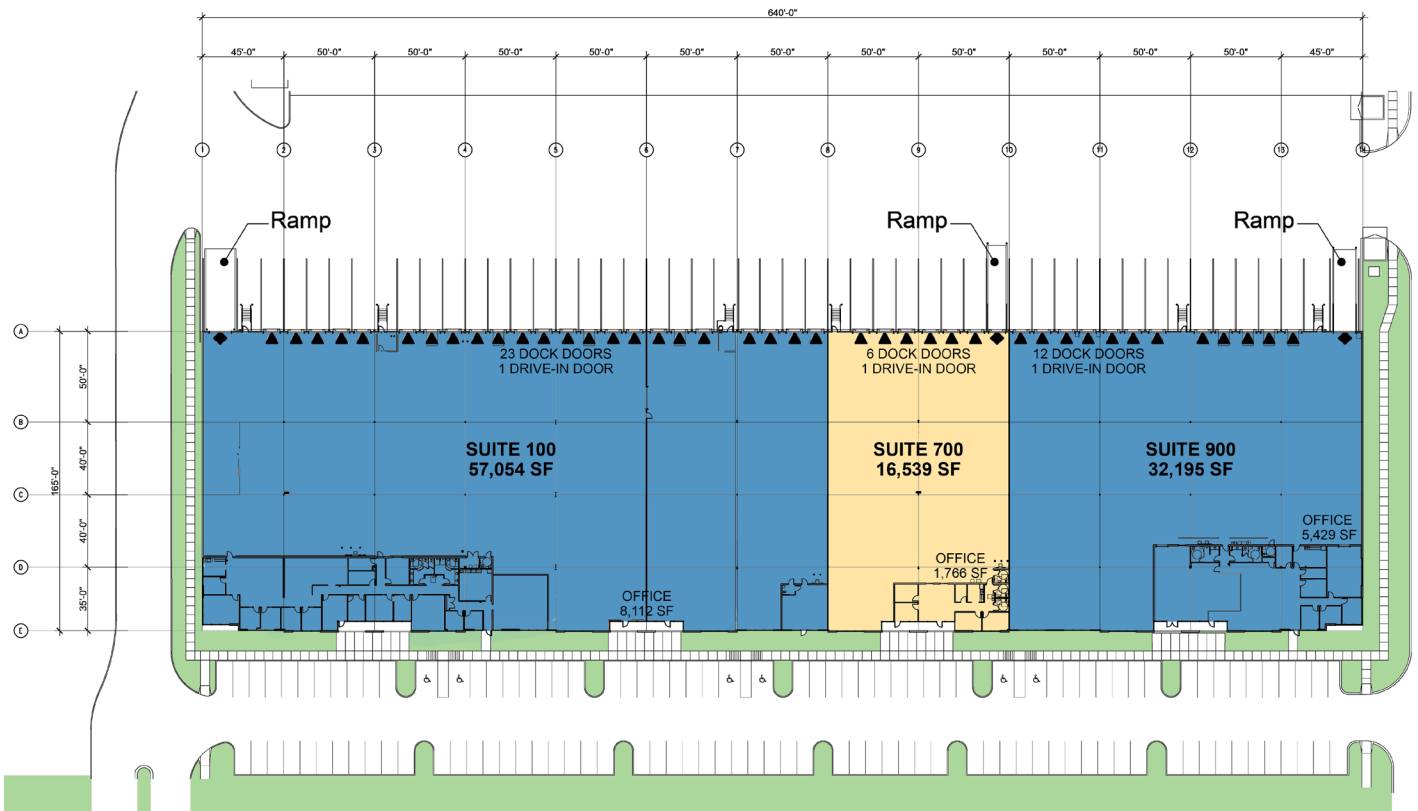 640'-0"
45'-0" 50'-0" 50'-0" 50'-0" 50'-0" 50'-0" 50'-0" 50'-0" 50'-0" 50'-0" 50'-0" 50'-0" 45'-0"
1 2 3 4 5 6 7 8 9 10 11 12 13 14
Ramp Ramp Ramp
A
23 DOCK DOORS 6 DOCK DOORS 12 DOCK DOORS
1 DRIVE-IN DOOR 1 DRIVE-IN DOOR 1 DRIVE-IN DOOR
50'-0"
B
SUITE 100 SUITE 700 SUITE 900
57,054 SF 16,539 SF 32,195 SF
40'-0"
165'-0"
C
OFFICE
5,429 SF
40'-0"
OFFICE
1,766 SF
D
OFFICE
8,112 SF
35'-0"
E